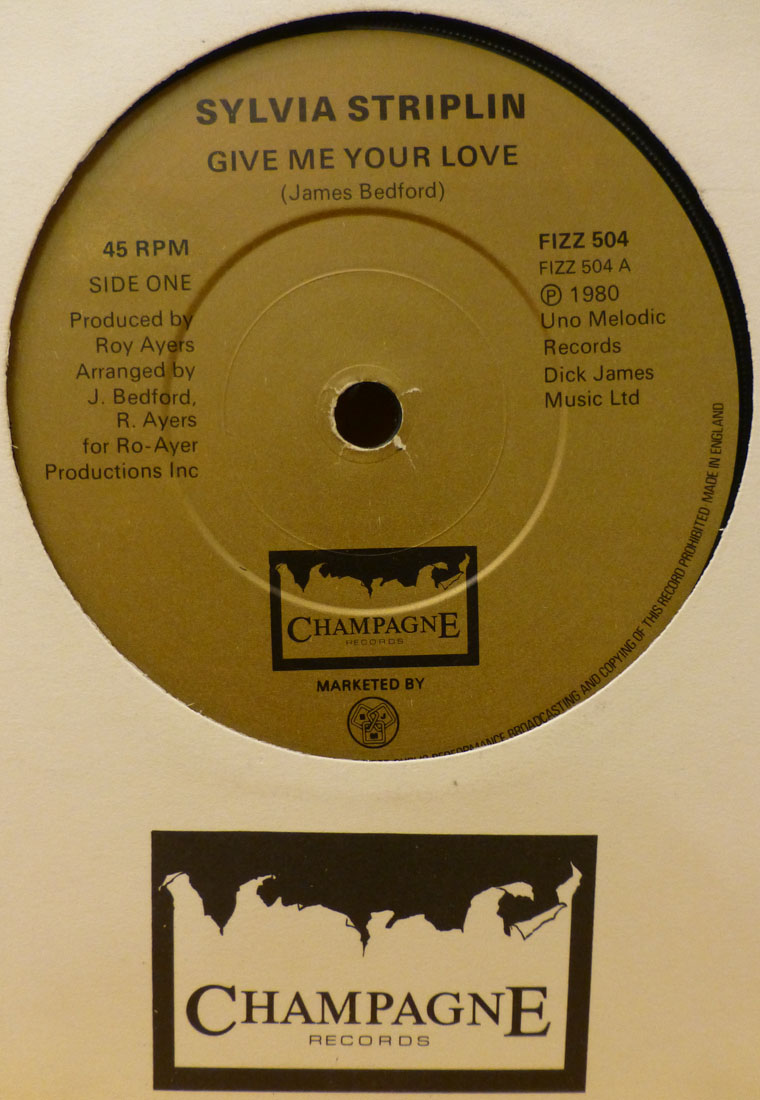 SYLVIA STRIPLIN
GIVE ME YOUR LOVE
(James Bedford)
45 RPM
SIDE ONE
Produced by
Roy Ayers
Arranged by
J. Bedford,
R. Ayers
for Ro-Ayer
Productions Inc
FIZZ 504
FIZZ 504 A
Ⓟ 1980
Uno Melodic
Records
Dick James
Music Ltd
CHAMPAGNE
RECORDS
MARKETED BY
PERFORMANCE BROADCASTING AND COPYING OF THIS RECORD PROHIBITED MADE IN ENGLAND
CHAMPAGNE
RECORDS